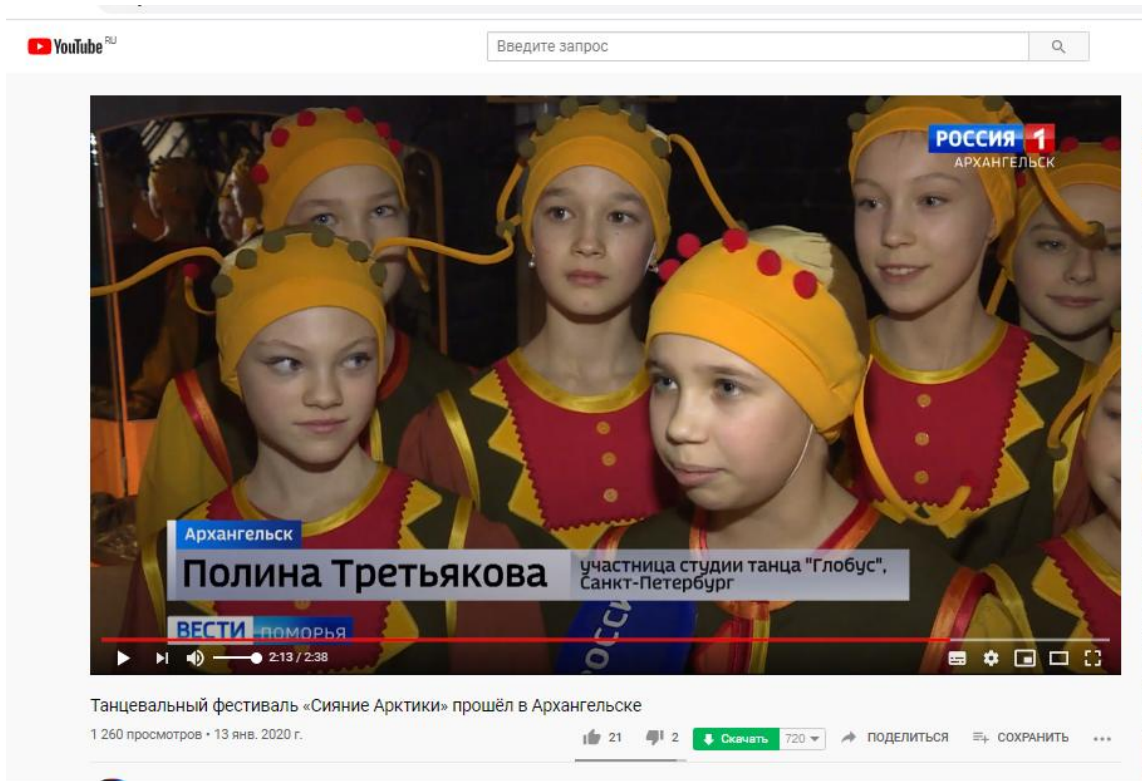 YouTube RU
Введите запрос
РОССИЯ 1
АРХАНГЕЛЬСК
Архангельск
Полина Третьякова
участница студии танца "Глобус",
Санкт-Петербург
ВЕСТИ ПОМОРЬЯ
РОССИ
2:13 / 2:38
Танцевальный фестиваль «Сияние Арктики» прошёл в Архангельске
1 260 просмотров • 13 янв. 2020 г.
21
2
Скачать
720
ПОДЕЛИТЬСЯ
СОХРАНИТЬ